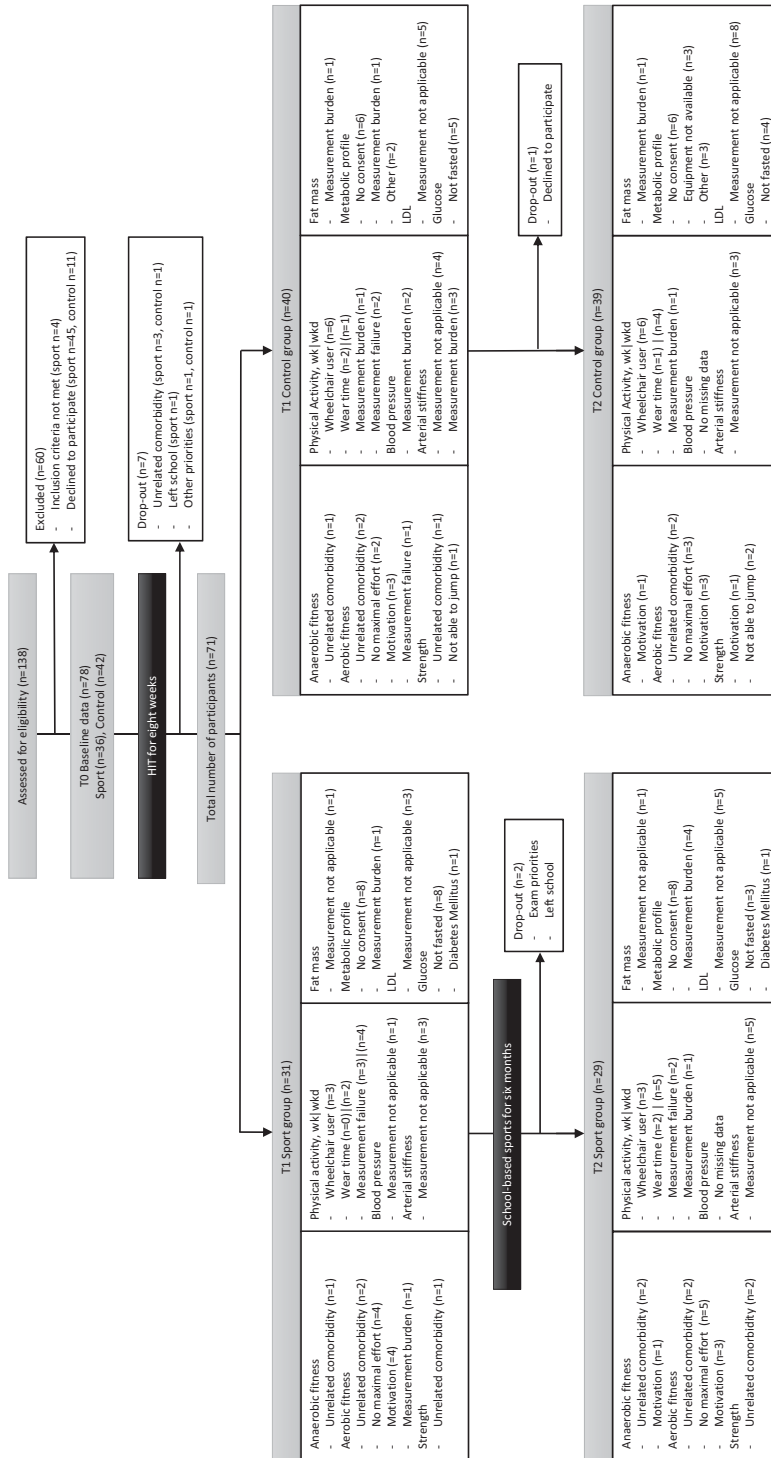 Assessed for eligibility (n=138)
Excluded (n=60)
- Inclusion criteria not met (sport n=4)
- Declined to participate (sport n=45, control n=11)
T0 Baseline data (n=78)
Sport (n=36), Control (n=42)
HIT for eight weeks
Drop-out (n=7)
- Unrelated comorbidity (sport n=3, control n=1)
- Left school (sport n=1)
- Other priorities (sport n=1, control n=1)
Total number of participants (n=71)
T1 Sport group (n=31)
Anaerobic fitness
- Unrelated comorbidity (n=1)
Aerobic fitness
- Unrelated comorbidity (n=2)
- No maximal effort (n=4)
- Motivation (=4)
- Measurement burden (n=1)
Strength
- Unrelated comorbidity (n=1)
Physical activity, wk|wkd
- Wheelchair user (n=3)
- Wear time (n=0)|(n=2)
- Measurement failure (n=3)|(n=4)
Blood pressure
- Measurement not applicable (n=1)
Arterial stiffness
- Measurement not applicable (n=3)
Fat mass
- Measurement not applicable (n=1)
Metabolic profile
- No consent (n=8)
- Measurement burden (n=1)
LDL
- Measurement not applicable (n=3)
Glucose
- Not fasted (n=8)
- Diabetes Mellitus (n=1)
T1 Control group (n=40)
Anaerobic fitness
- Unrelated comorbidity (n=1)
Aerobic fitness
- Unrelated comorbidity (n=2)
- No maximal effort (n=2)
- Motivation (n=3)
- Measurement failure (n=1)
Strength
- Unrelated comorbidity (n=1)
- Not able to jump (n=1)
Physical Activity, wk|wkd
- Wheelchair user (n=6)
- Wear time (n=2)|(n=1)
- Measurement burden (n=1)
- Measurement failure (n=2)
Blood pressure
- Measurement burden (n=2)
Arterial stiffness
- Measurement not applicable (n=4)
- Measurement burden (n=3)
Fat mass
- Measurement burden (n=1)
Metabolic profile
- No consent (n=6)
- Measurement burden (n=1)
- Other (n=2)
LDL
- Measurement not applicable (n=5)
Glucose
- Not fasted (n=5)
School-based sports for six months
Drop-out (n=2)
- Exam priorities
- Left school
Drop-out (n=1)
- Declined to participate
T2 Sport group (n=29)
Anaerobic fitness
- Unrelated comorbidity (n=2)
- Motivation (n=1)
Aerobic fitness
- Unrelated comorbidity (n=2)
- No maximal effort (n=5)
- Motivation (n=3)
Strength
- Unrelated comorbidity (n=2)
Physical activity, wk|wkd
- Wheelchair user (n=3)
- Wear time (n=2) | (n=5)
- Measurement failure (n=2)
- Measurement burden (n=1)
Blood pressure
- No missing data
Arterial stiffness
- Measurement not applicable (n=5)
Fat mass
- Measurement not applicable (n=1)
Metabolic profile
- No consent (n=8)
- Measurement burden (n=4)
LDL
- Measurement not applicable (n=5)
Glucose
- Not fasted (n=3)
- Diabetes Mellitus (n=1)
T2 Control group (n=39)
Anaerobic fitness
- Motivation (n=1)
Aerobic fitness
- Unrelated comorbidity (n=2)
- No maximal effort (n=3)
- Motivation (n=3)
Strength
- Motivation (n=1)
- Not able to jump (n=2)
Physical Activity, wk|wkd
- Wheelchair user (n=6)
- Wear time (n=1) | (n=4)
- Measurement burden (n=1)
Blood pressure
- No missing data
Arterial stiffness
- Measurement not applicable (n=3)
Fat mass
- Measurement burden (n=1)
Metabolic profile
- No consent (n=6)
- Equipment not available (n=3)
- Other (n=3)
LDL
- Measurement not applicable (n=8)
Glucose
- Not fasted (n=4)